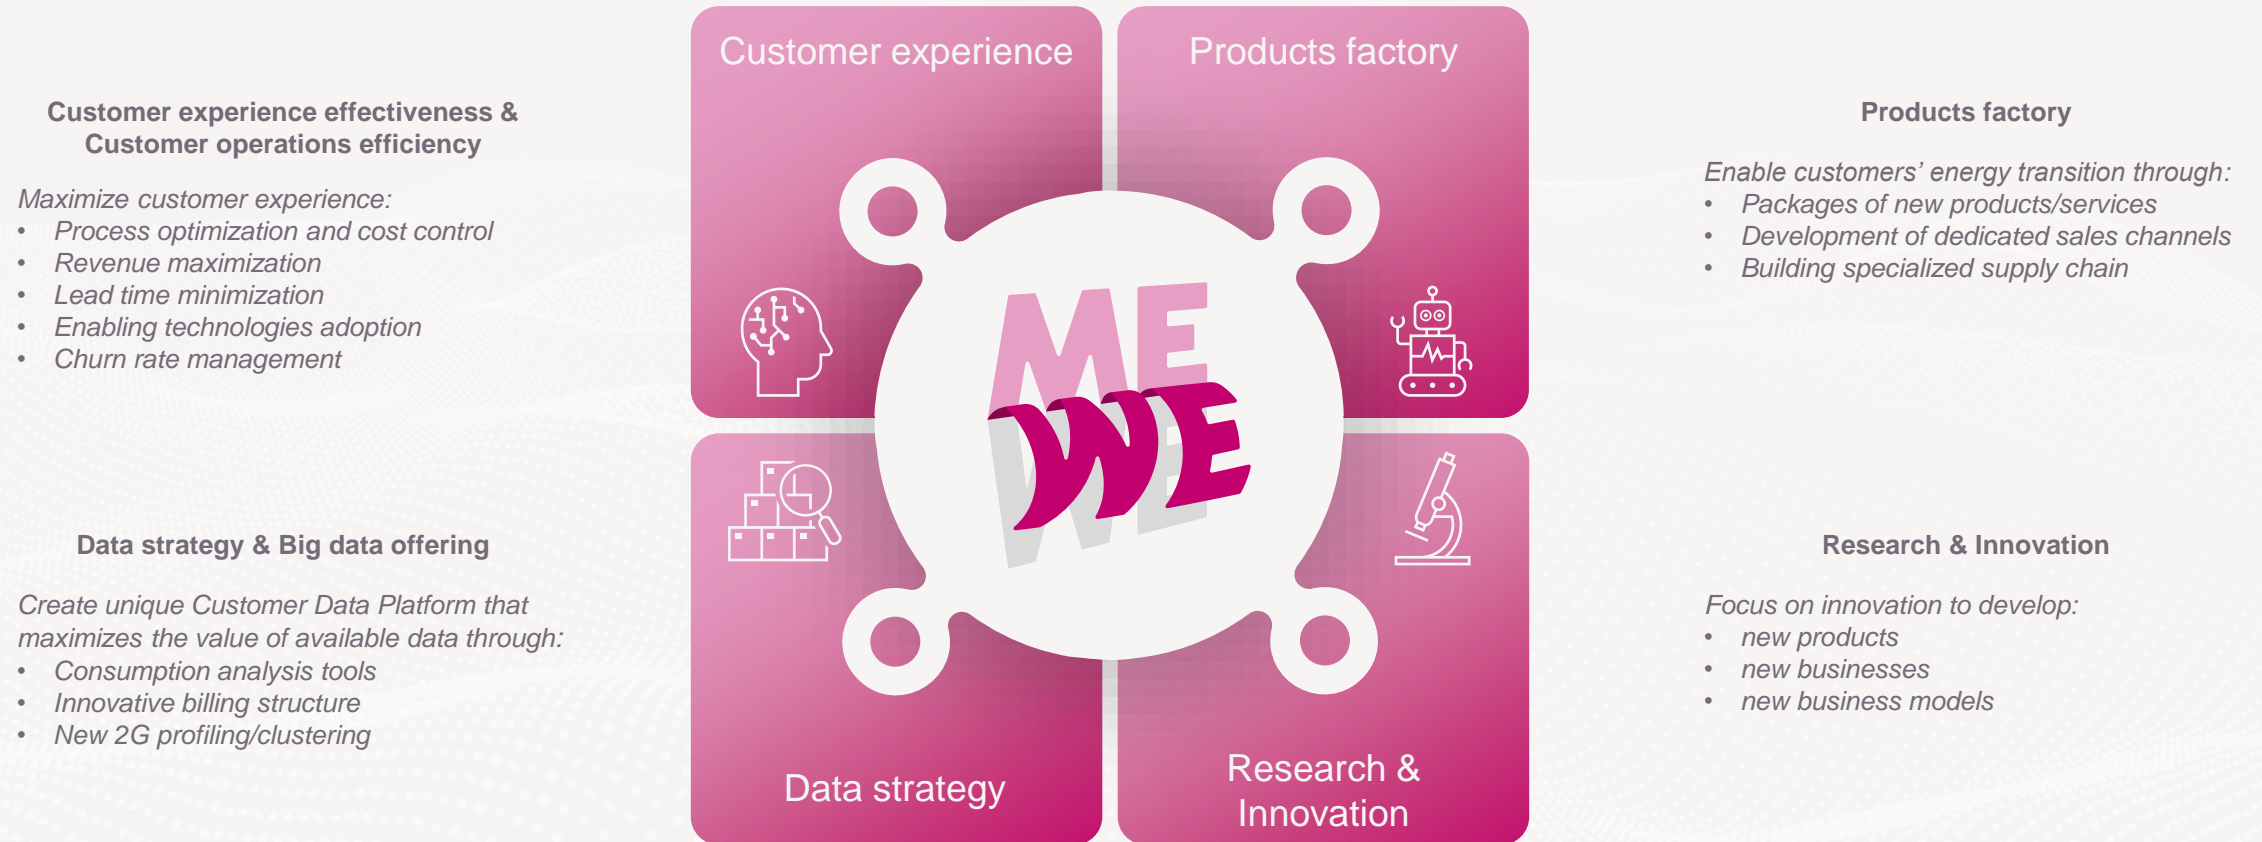 Customer experience effectiveness &
Customer operations efficiency
Maximize customer experience:
• Process optimization and cost control
• Revenue maximization
• Lead time minimization
• Enabling technologies adoption
• Churn rate management
Data strategy & Big data offering
Create unique Customer Data Platform that
maximizes the value of available data through:
• Consumption analysis tools
• Innovative billing structure
• New 2G profiling/clustering
Customer experience
Products factory
ME
WE
Data strategy
Research &
Innovation
Products factory
Enable customers’ energy transition through:
• Packages of new products/services
• Development of dedicated sales channels
• Building specialized supply chain
Research & Innovation
Focus on innovation to develop:
• new products
• new businesses
• new business models